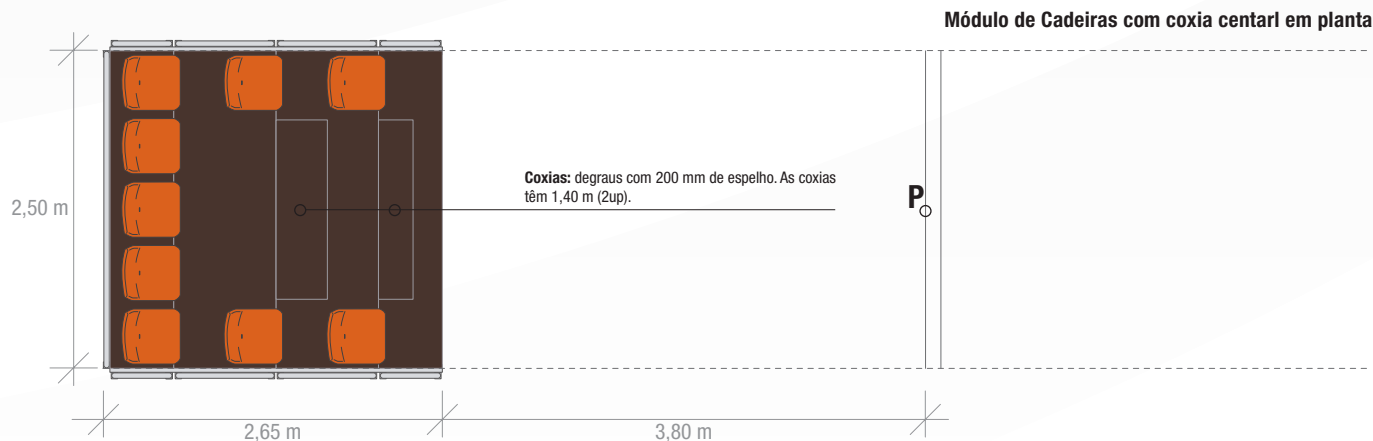 Módulo de Cadeiras com coxia centarl em planta
2,50 m
Coxias: degraus com 200 mm de espelho. As coxias
têm 1,40 m (2up).
P
2,65 m
3,80 m